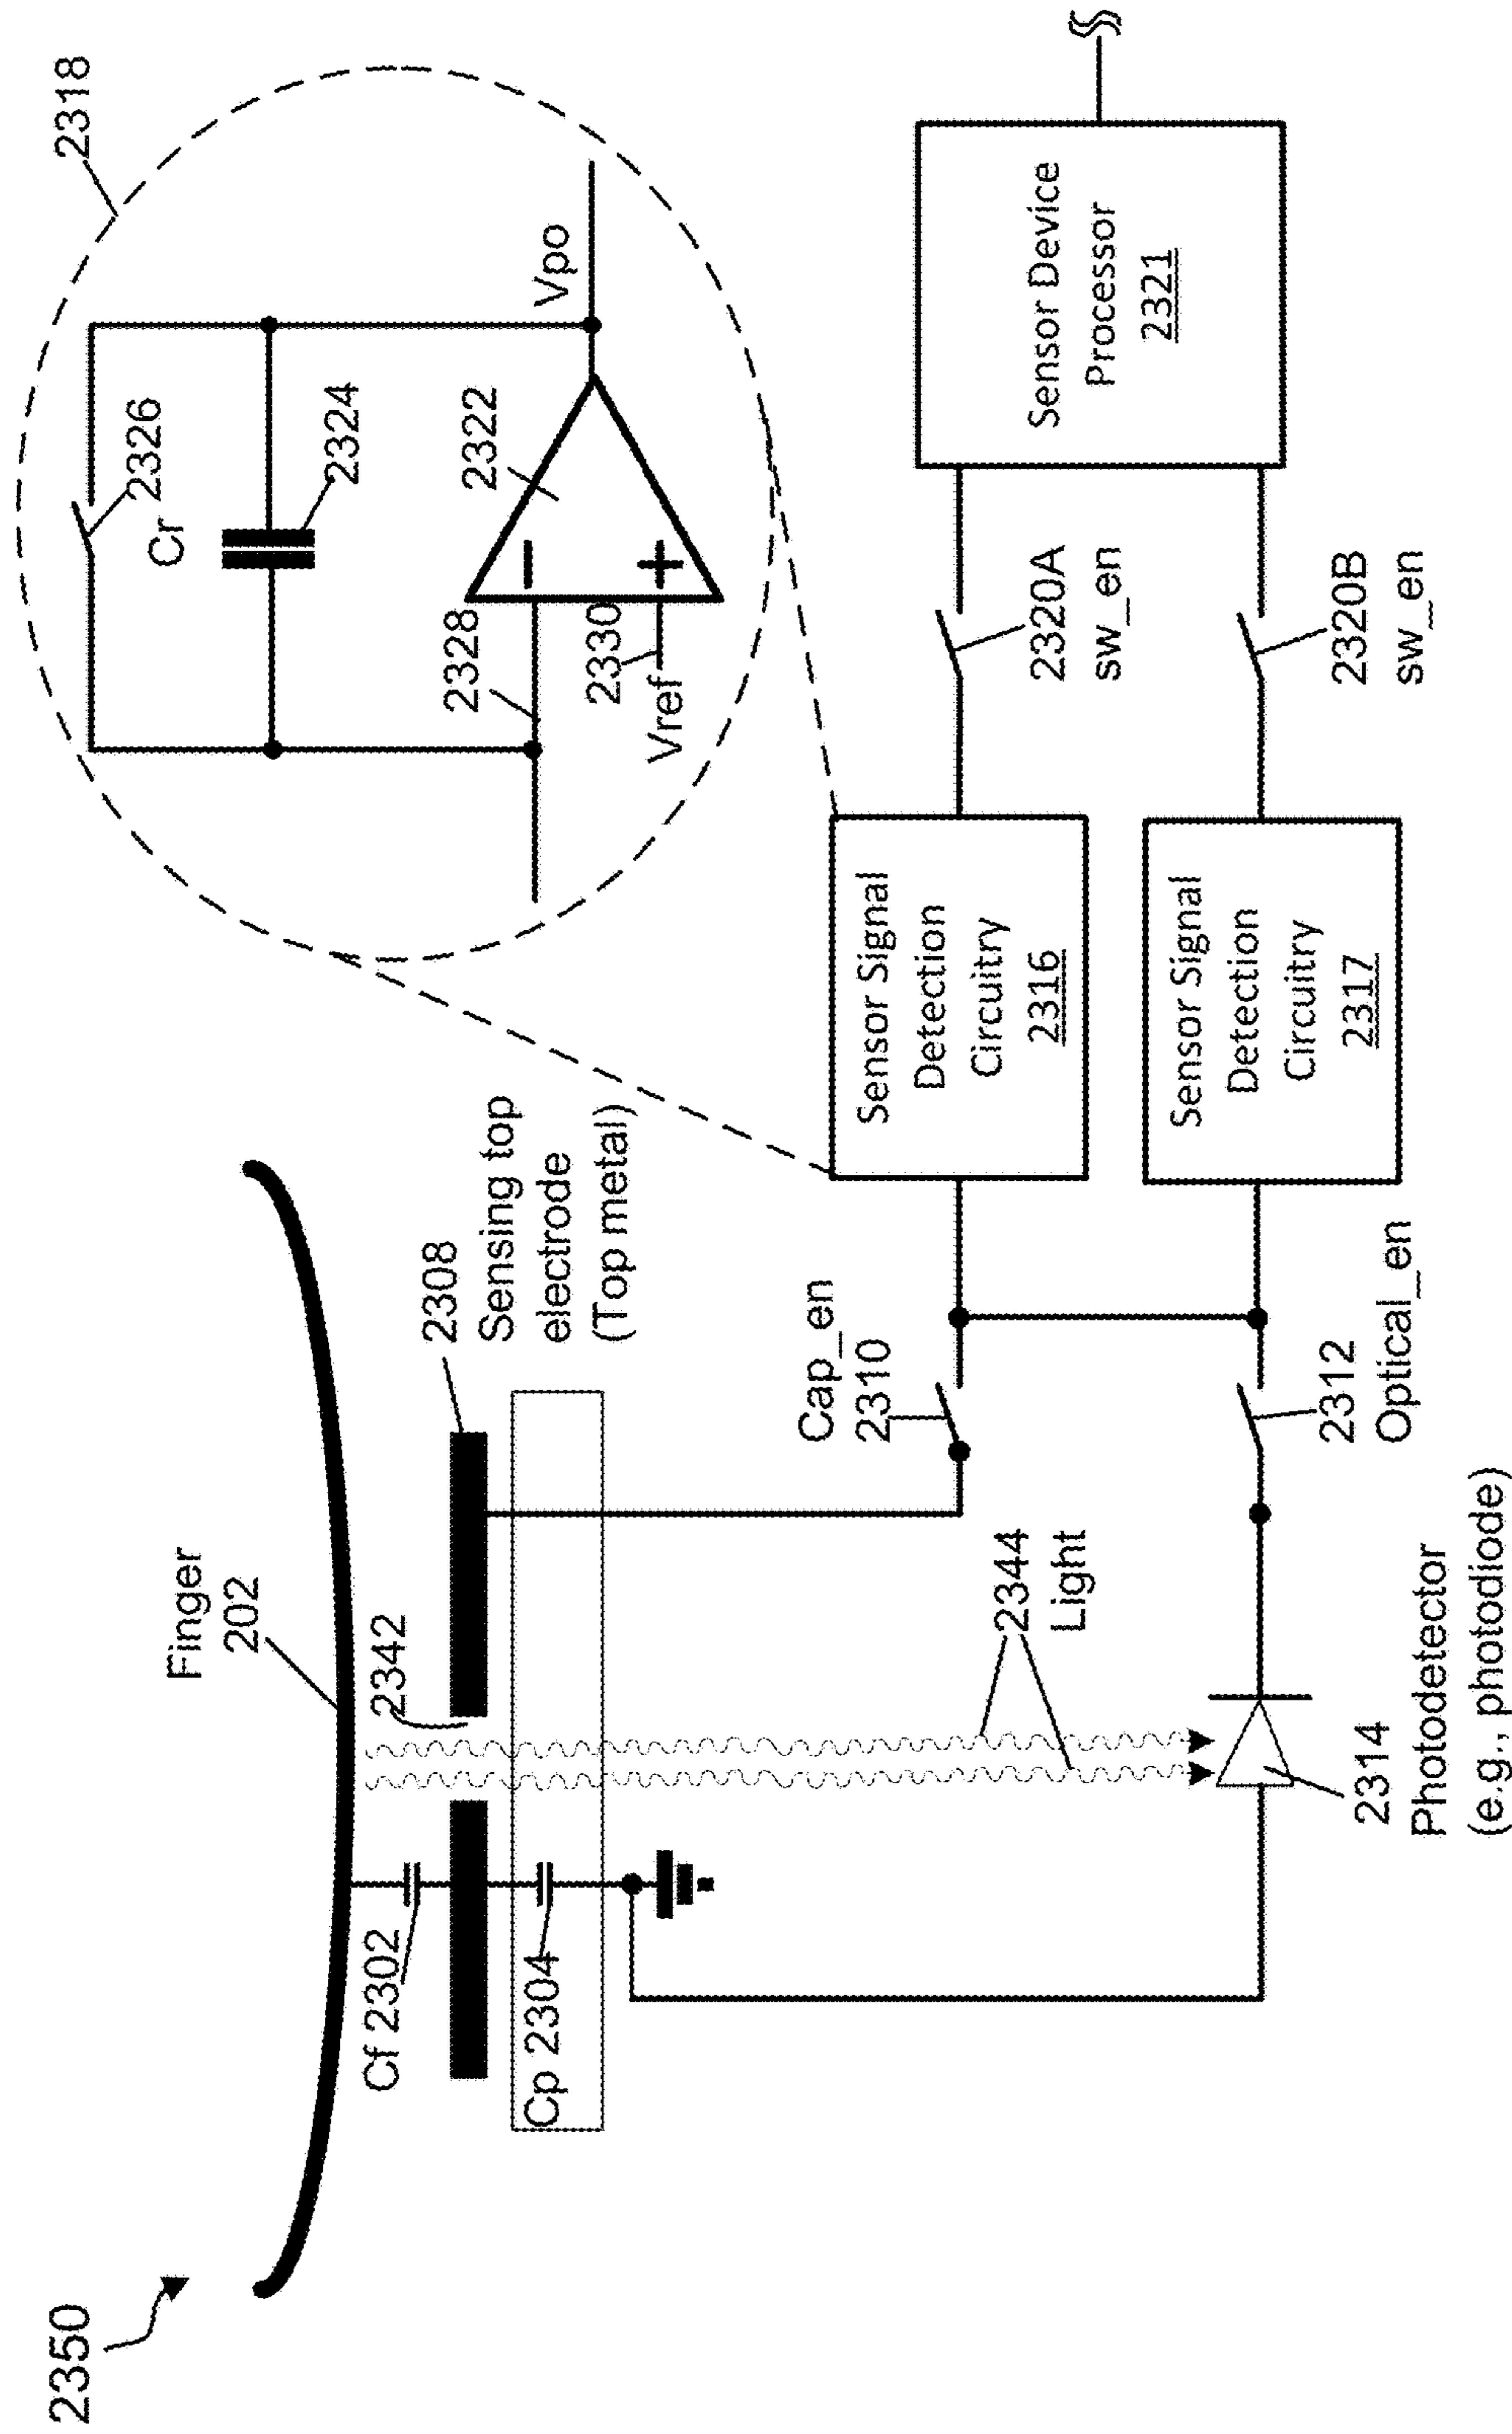 2350
Finger
202
2318
2326
Cr
2324
2322
Vpo
2328
2330
Vref
−
+
2342
2308
Sensing top
electrode
(Top metal)
Cf 2302
Cp 2304
Cap_en
2310
2344
Light
2312
Optical_en
2314
Photodetector
(e.g., photodiode)
Sensor Signal
Detection
Circuitry
2316
Sensor Signal
Detection
Circuitry
2317
2320A
sw_en
2320B
sw_en
Sensor Device
Processor
2321